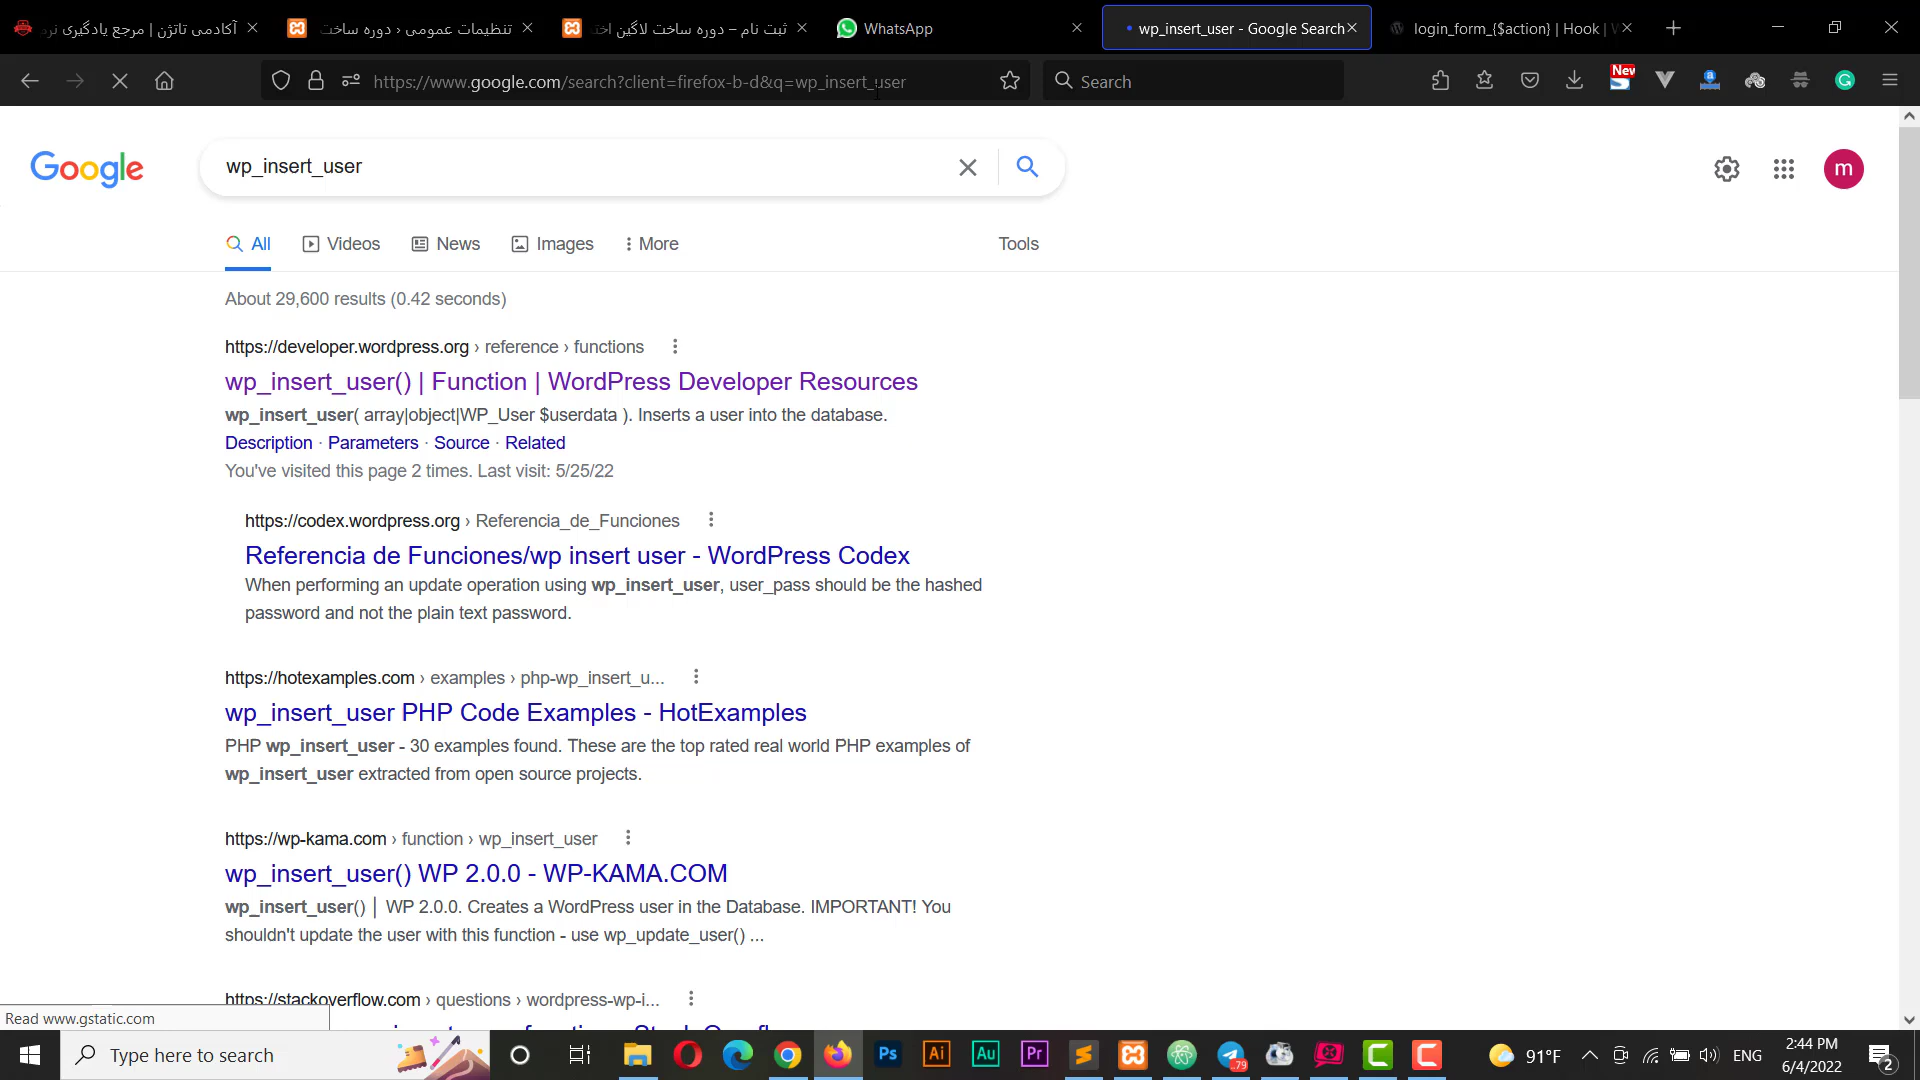 آکادمی تاتژن | مرجع یادگیری نرم
تنظیمات عمومی ‹ دوره ساخت
ثبت نام – دوره ساخت لاگین اخت
WhatsApp
wp_insert_user - Google Search
login_form_{$action} | Hook | W
https://www.google.com/search?client=firefox-b-d&q=wp_insert_user
Search
New
Google
wp_insert_user
m
All
Videos
News
Images
More
Tools
About 29,600 results (0.42 seconds)
https://developer.wordpress.org › reference › functions
wp_insert_user() | Function | WordPress Developer Resources
wp_insert_user( array|object|WP_User $userdata ). Inserts a user into the database.
Description · Parameters · Source · Related
You've visited this page 2 times. Last visit: 5/25/22
https://codex.wordpress.org › Referencia_de_Funciones
Referencia de Funciones/wp insert user - WordPress Codex
When performing an update operation using wp_insert_user, user_pass should be the hashed
password and not the plain text password.
https://hotexamples.com › examples › php-wp_insert_u...
wp_insert_user PHP Code Examples - HotExamples
PHP wp_insert_user - 30 examples found. These are the top rated real world PHP examples of
wp_insert_user extracted from open source projects.
https://wp-kama.com › function › wp_insert_user
wp_insert_user() WP 2.0.0 - WP-KAMA.COM
wp_insert_user() │ WP 2.0.0. Creates a WordPress user in the Database. IMPORTANT! You
shouldn't update the user with this function - use wp_update_user() ...
https://stackoverflow.com › questions › wordpress-wp-i...
Read www.gstatic.com
Type here to search
Ps
Ai
Au
Pr
.79
91°F
ENG
2:44 PM
6/4/2022
2